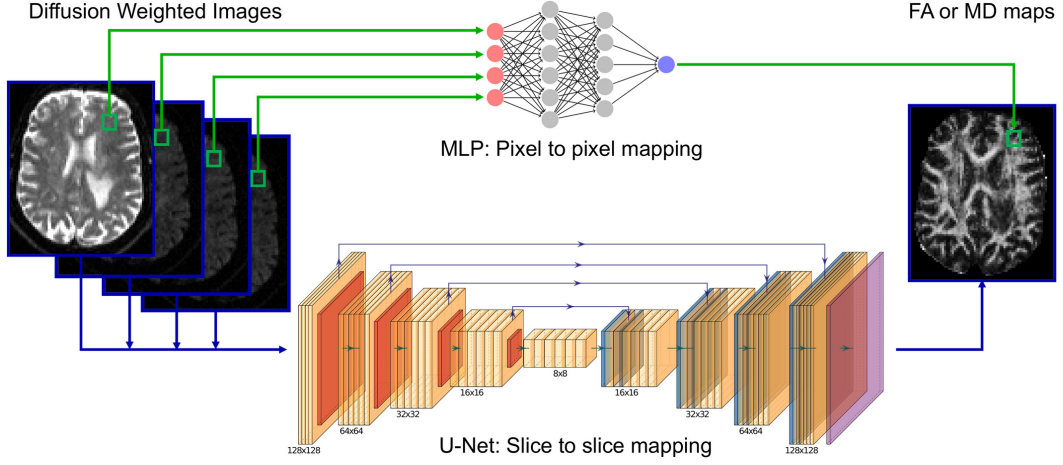 Diffusion Weighted Images
FA or MD maps
MLP: Pixel to pixel mapping
8x8
16x16
16x16
32x32
32x32
64x64
64x64
128x128
128x128
U-Net: Slice to slice mapping